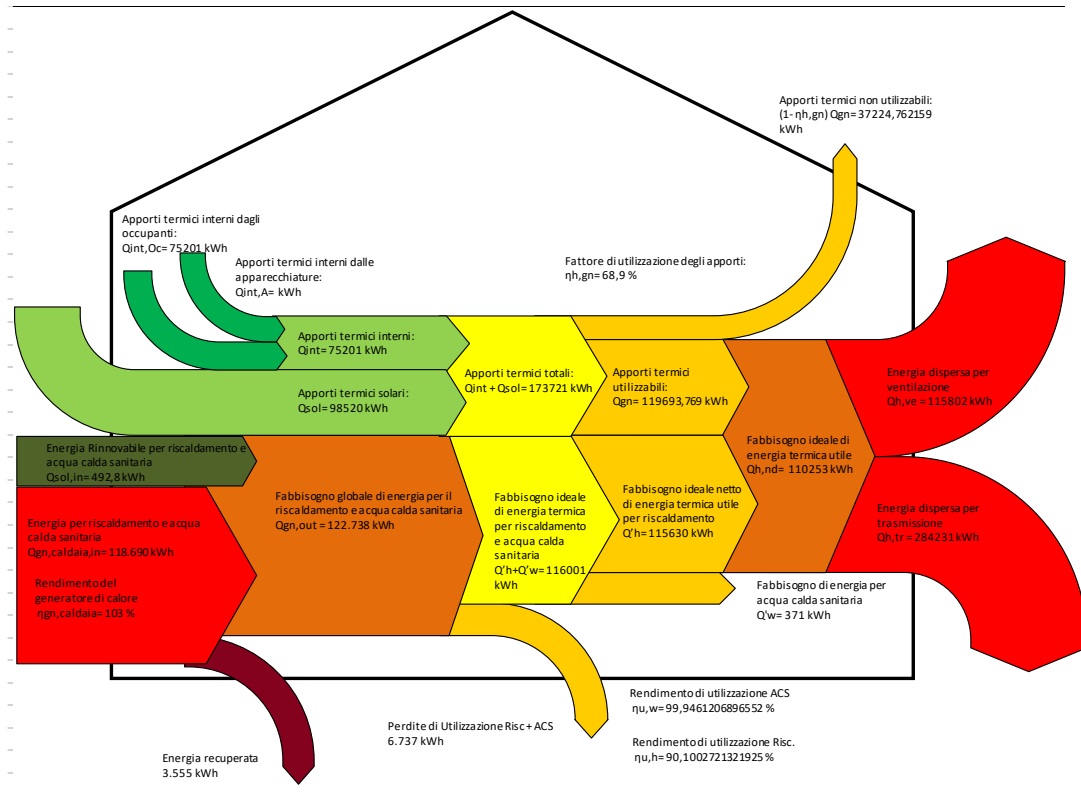 Apporti termici non utilizzabili:
(1- ηh,gn) Qgn= 37224,762159
kWh
Apporti termici interni dagli
occupanti:
Qint,Oc= 75201 kWh
Apporti termici interni dalle
apparecchiature:
Qint,A= kWh
Fattore di utilizzazione degli apporti:
ηh,gn= 68,9 %
Apporti termici interni:
Qint= 75201 kWh
Apporti termici solari:
Qsol= 98520 kWh
Apporti termici totali:
Qint + Qsol= 173721 kWh
Apporti termici
utilizzabili:
Qgn= 119693,769 kWh
Energia dispersa per
ventilazione
Qh,ve= 115802 kWh
Energia Rinnovabile per riscaldamento e
acqua calda sanitaria
Qsol,in= 492,8 kWh
Fabbisogno ideale di
energia termica utile
Qh,nd= 110253 kWh
Energia per riscaldamento e acqua
calda sanitaria
Qgn,caldaia,in= 118.690 kWh
Rendimento del
generatore di calore
ηgn,caldaia= 103 %
Fabbisogno globale di energia per il
riscaldamento e acqua calda sanitaria
Qgn,out = 122.738 kWh
Fabbisogno ideale
di energia termica
per riscaldamento
e acqua calda
sanitaria
Q'h+Q'w= 116001
kWh
Fabbisogno ideale netto
di energia termica utile
per riscaldamento
Q'h= 115630 kWh
Energia dispersa per
trasmissione
Qh,tr = 284231 kWh
Fabbisogno di energia per
acqua calda sanitaria
Q'w= 371 kWh
Rendimento di utilizzazione ACS
ηu,w= 99,9461206896552 %
Perdite di Utilizzazione Risc + ACS
6.737 kWh
Rendimento di utilizzazione Risc.
ηu,h= 90,1002721321925 %
Energia recuperata
3.555 kWh